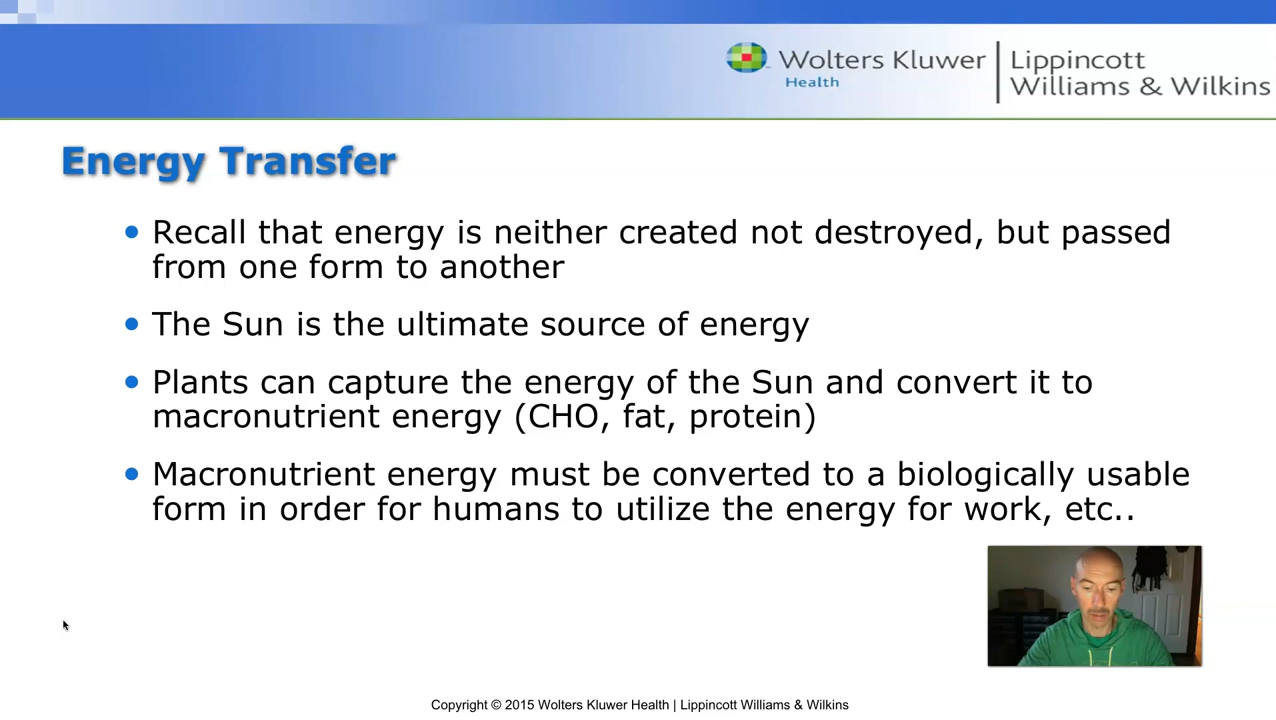 Wolters Kluwer
Health
Lippincott
Williams & Wilkins
Energy Transfer
• Recall that energy is neither created not destroyed, but passed
from one form to another
• The Sun is the ultimate source of energy
• Plants can capture the energy of the Sun and convert it to
macronutrient energy (CHO, fat, protein)
• Macronutrient energy must be converted to a biologically usable
form in order for humans to utilize the energy for work, etc..
Copyright © 2015 Wolters Kluwer Health | Lippincott Williams & Wilkins